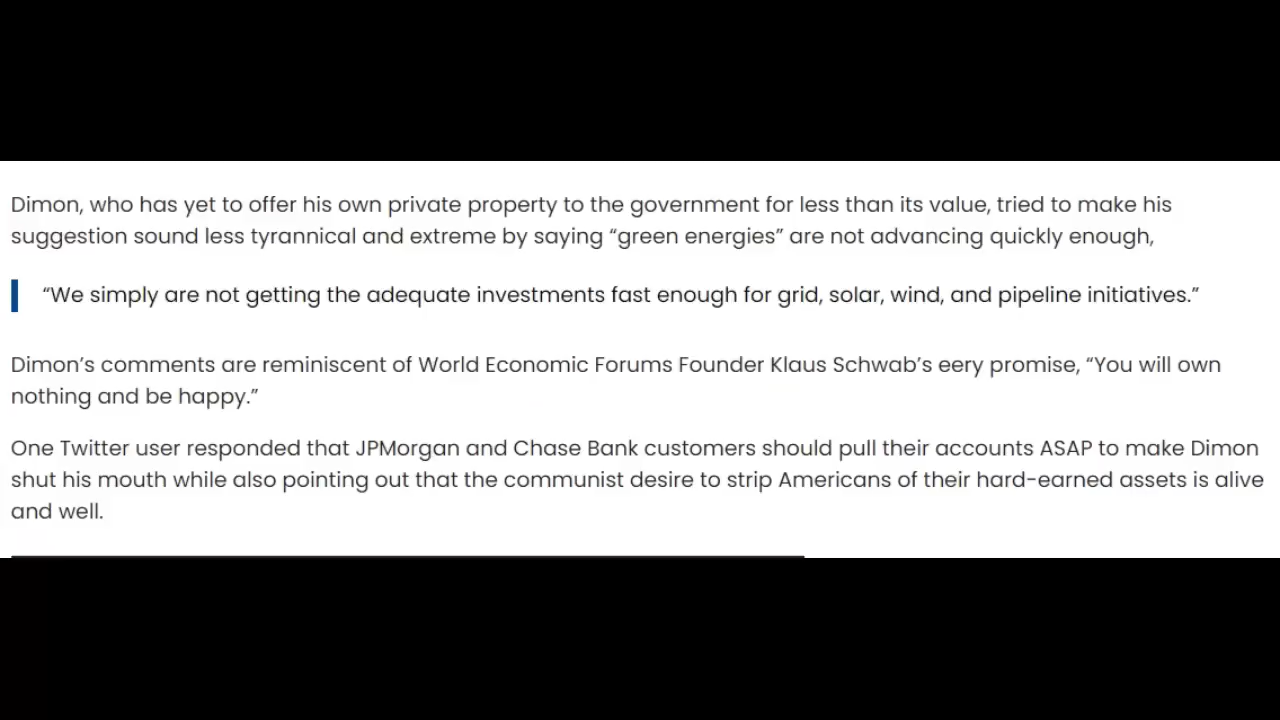 Dimon, who has yet to offer his own private property to the government for less than its value, tried to make his
suggestion sound less tyrannical and extreme by saying “green energies” are not advancing quickly enough,
“We simply are not getting the adequate investments fast enough for grid, solar, wind, and pipeline initiatives.”
Dimon’s comments are reminiscent of World Economic Forums Founder Klaus Schwab’s eery promise, “You will own
nothing and be happy.”
One Twitter user responded that JPMorgan and Chase Bank customers should pull their accounts ASAP to make Dimon
shut his mouth while also pointing out that the communist desire to strip Americans of their hard-earned assets is alive
and well.